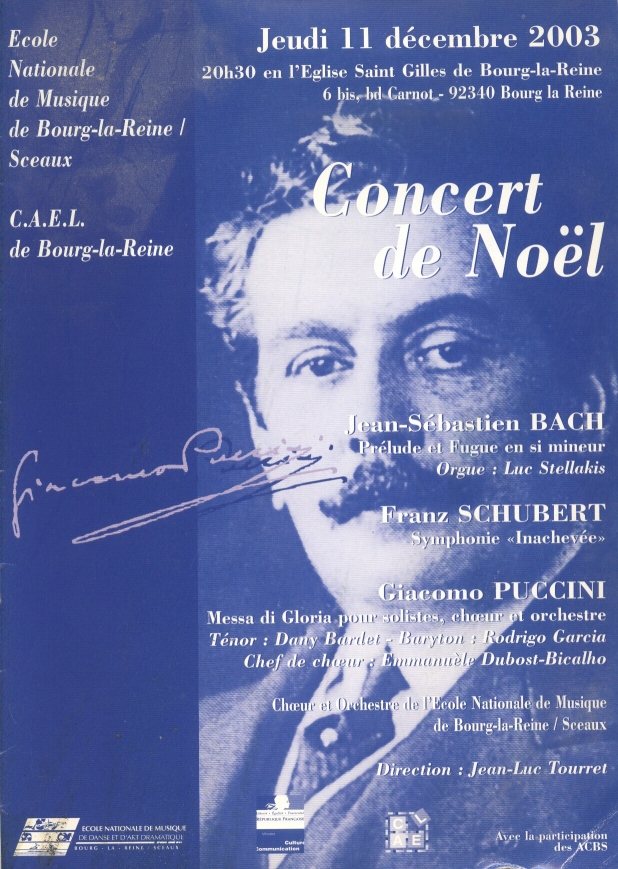 Ecole
Nationale
de Musique
de Bourg-la-Reine /
Sceaux
C.A.E.L.
de Bourg-la-Reine
Jeudi 11 décembre 2003
20h30 en l'Eglise Saint Gilles de Bourg-la-Reine
6 bis, bd Carnot - 92340 Bourg la Reine
Concert
de Noël
Jean-Sébastien BACH
Prélude et Fugue en si mineur
Orgue : Luc Stellakis
Giacomo Puccini
Franz SCHUBERT
Symphonie «Inachevée»
Giacomo PUCCINI
Messa di Gloria pour solistes, chœur et orchestre
Ténor : Dany Bardet - Baryton : Rodrigo Garcia
Chef de chœur : Emmanuèle Dubost-Bicalho
Chœur et Orchestre de l'Ecole Nationale de Musique
de Bourg-la-Reine / Sceaux
Direction : Jean-Luc Tourret
ECOLE NATIONALE DE MUSIQUE
DE DANSE ET D'ART DRAMATIQUE
BOURG - LA - REINE / SCEAUX
RÉPUBLIQUE FRANÇAISE
Culture
Communication
C L
A E
Avec la participation
des ACBS